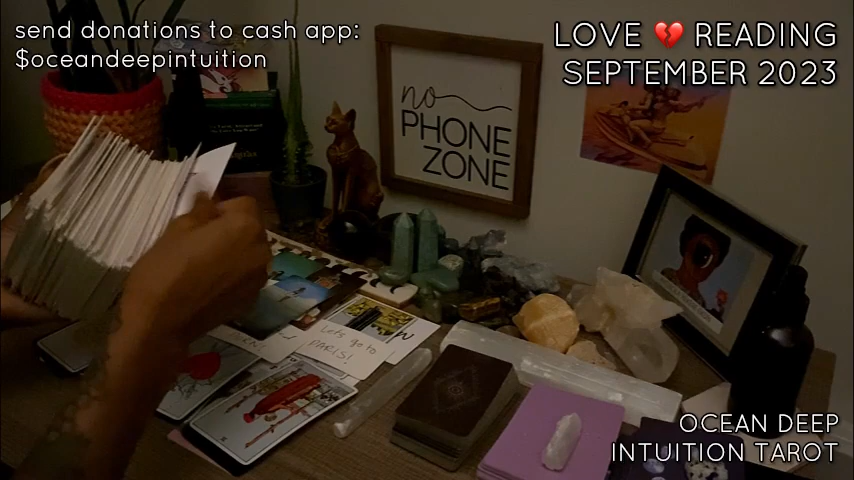 send donations to cash app:
$oceandeepintuition
LOVE 💔 READING
SEPTEMBER 2023
no
PHONE
ZONE
Let's go to
PARIS!
OCEAN DEEP
INTUITION TAROT